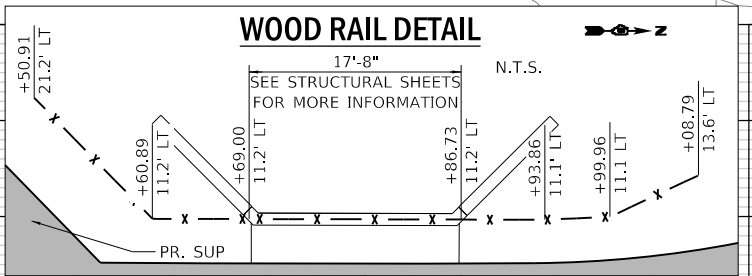 WOOD RAIL DETAIL
Z
N.T.S.
17'-8"
SEE STRUCTURAL SHEETS
FOR MORE INFORMATION
+50.91
21.2' LT
+60.89
11.2' LT
+69.00
11.2' LT
+86.73
11.2' LT
+93.86
11.1' LT
+99.96
11.1 LT
+08.79
13.6' LT
PR. SUP